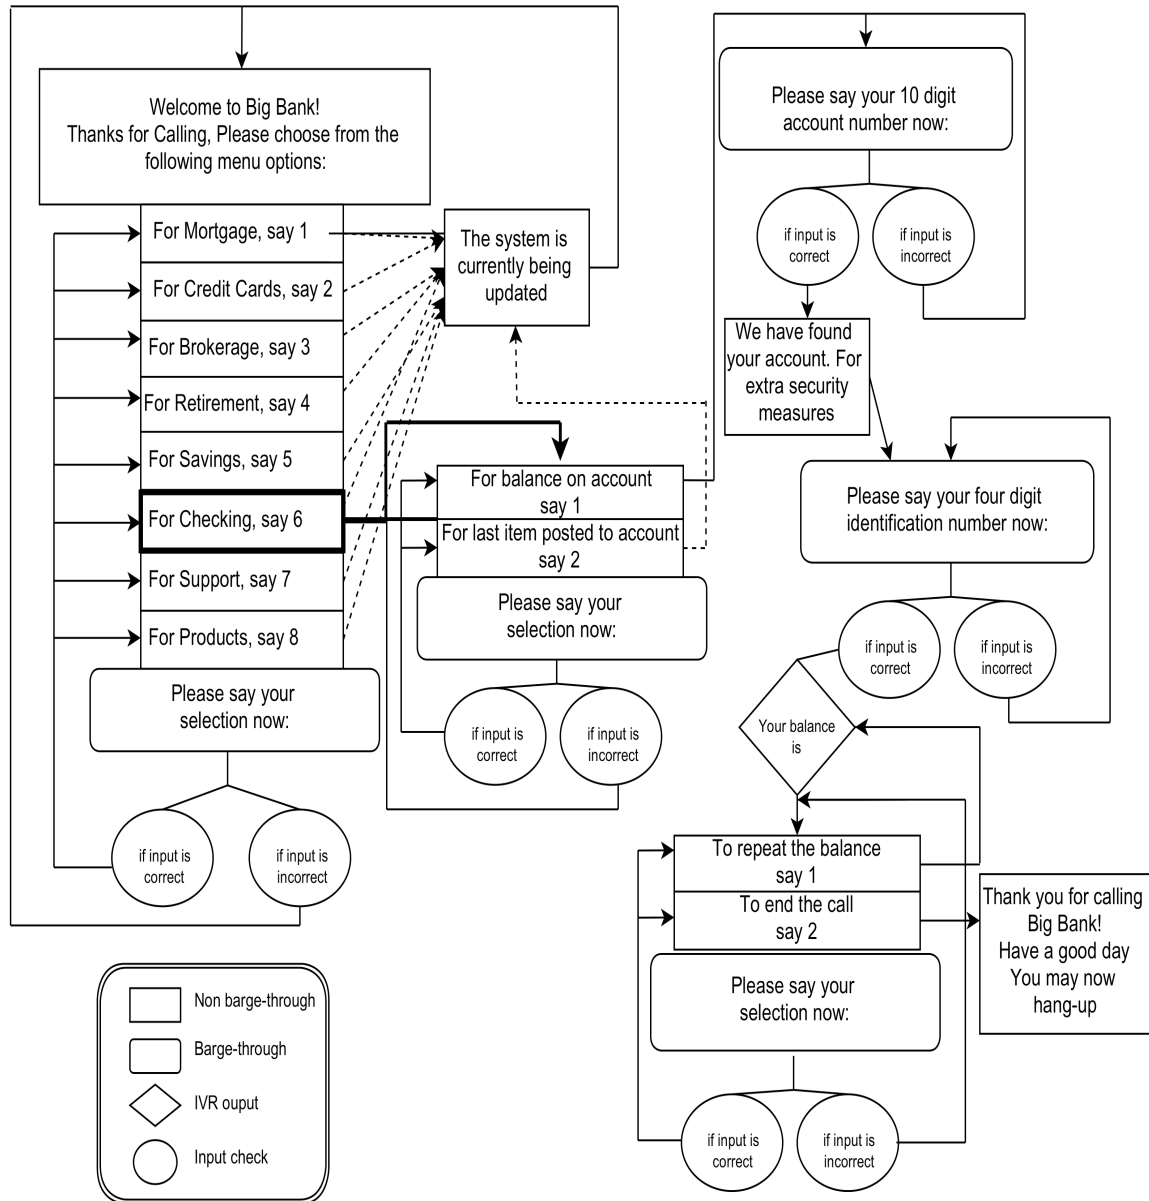 Welcome to Big Bank!
Thanks for Calling, Please choose from the
following menu options:
For Mortgage, say 1
For Credit Cards, say 2
For Brokerage, say 3
For Retirement, say 4
For Savings, say 5
For Checking, say 6
For Support, say 7
For Products, say 8
Please say your
selection now:
if input is
correct
if input is
incorrect
The system is
currently being
updated
For balance on account
say 1
For last item posted to account
say 2
Please say your
selection now:
if input is
correct
if input is
incorrect
Please say your 10 digit
account number now:
if input is
correct
if input is
incorrect
We have found
your account. For
extra security
measures
Please say your four digit
identification number now:
if input is
correct
if input is
incorrect
Your balance
is
To repeat the balance
say 1
To end the call
say 2
Please say your
selection now:
if input is
correct
if input is
incorrect
Thank you for calling
Big Bank!
Have a good day
You may now
hang-up
Non barge-through
Barge-through
IVR ouput
Input check